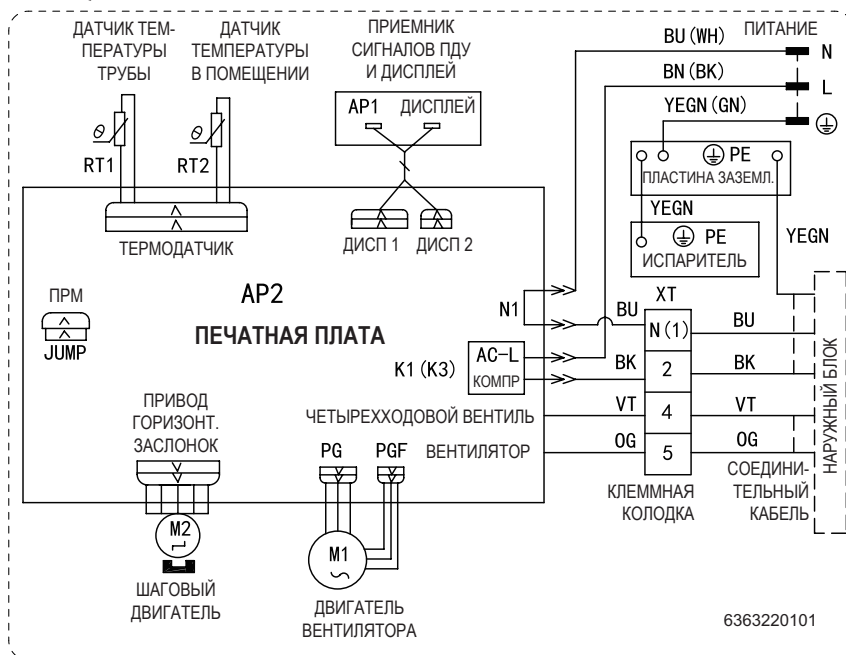 ДАТЧИК ТЕМ-
ПЕРАТУРЫ
ТРУБЫ
ДАТЧИК
ТЕМПЕРАТУРЫ
В ПОМЕЩЕНИИ
ПРИЕМНИК
СИГНАЛОВ ПДУ
И ДИСПЛЕЙ
AP1
ДИСПЛЕЙ
θ
RT1
θ
RT2
ТЕРМОДАТЧИК
ДИСП 1
ДИСП 2
BU(WH)
ПИТАНИЕ
N
BN(BK)
L
YEGN(GN)
PE
ПЛАСТИНА ЗАЗЕМЛ.
YEGN
PE
ИСПАРИТЕЛЬ
YEGN
ПРМ
JUMP
AP2
ПЕЧАТНАЯ ПЛАТА
N1
BU
XT
N(1)
BU
K1(K3)
AC-L
КОМПР
BK
2
BK
ЧЕТЫРЕХХОДОВОЙ ВЕНТИЛЬ
VT
4
VT
PG
PGF
ВЕНТИЛЯТОР
OG
5
OG
НАРУЖНЫЙ БЛОК
КЛЕММНАЯ
КОЛОДКА
СОЕДИНИ-
ТЕЛЬНЫЙ
КАБЕЛЬ
ПРИВОД
ГОРИЗОНТ.
ЗАСЛОНОК
M2
ШАГОВЫЙ
ДВИГАТЕЛЬ
M1
ДВИГАТЕЛЬ
ВЕНТИЛЯТОРА
6363220101